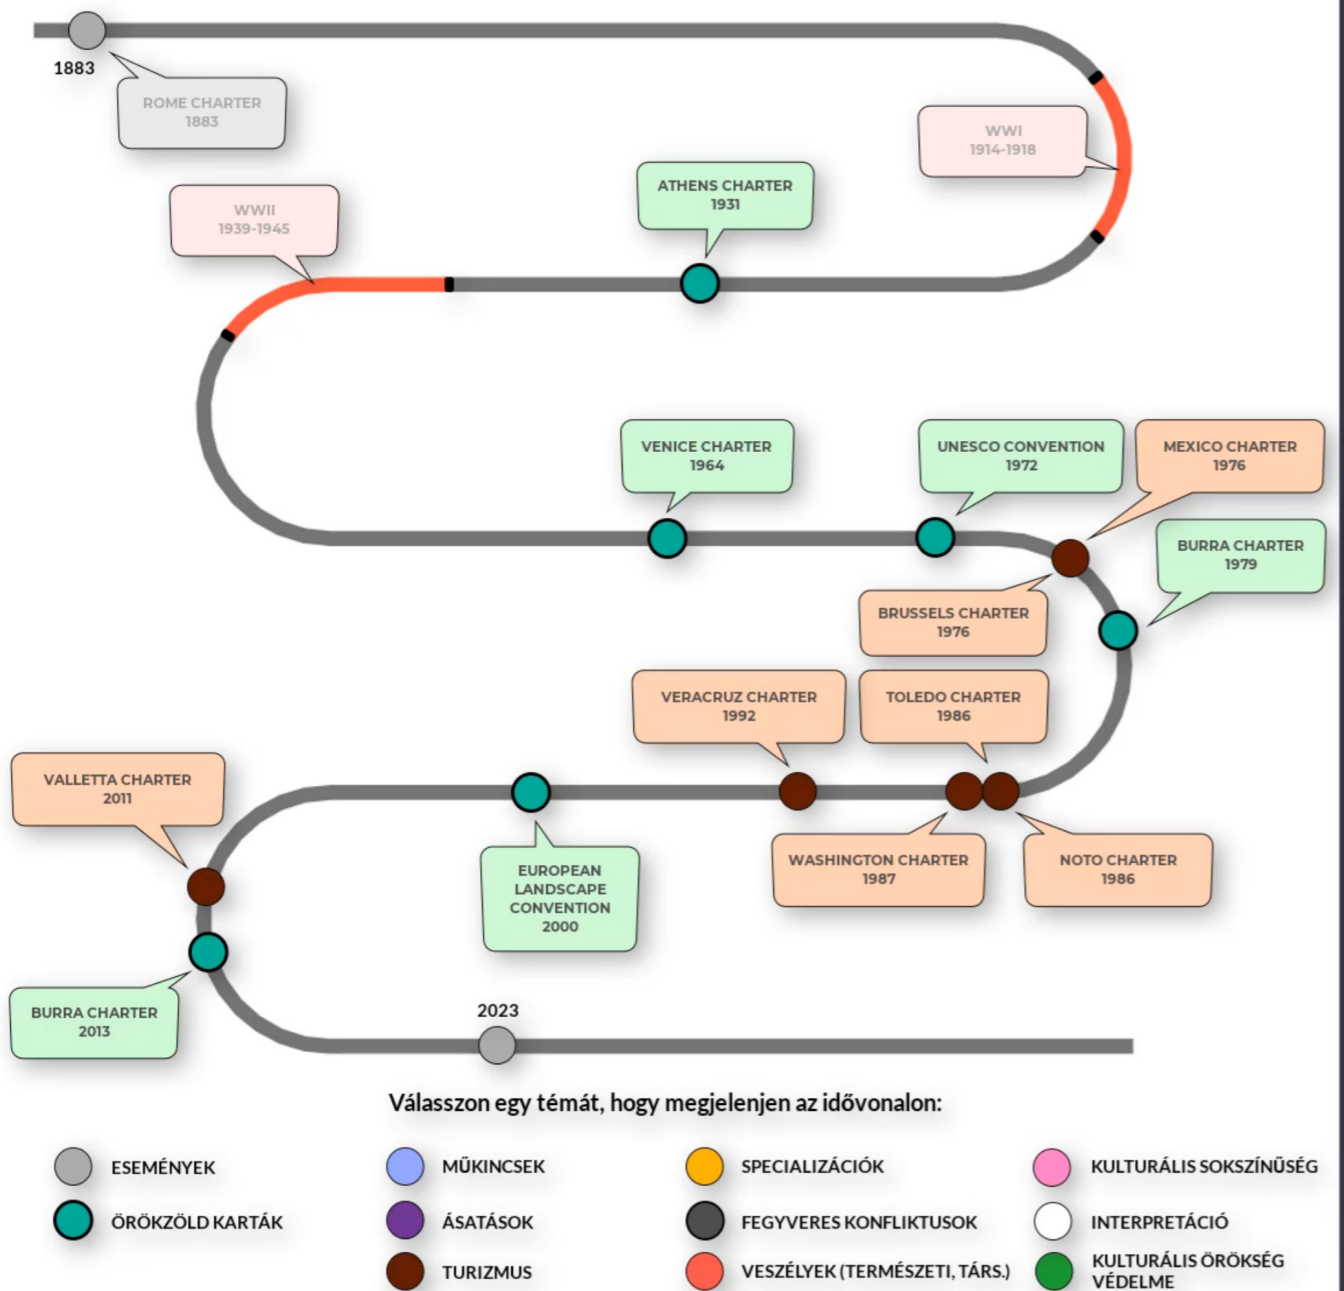 1883
ROME CHARTER
1883
WWI
1914-1918
ATHENS CHARTER
1931
WWII
1939-1945
VENICE CHARTER
1964
UNESCO CONVENTION
1972
MEXICO CHARTER
1976
BURRA CHARTER
1979
BRUSSELS CHARTER
1976
VERACRUZ CHARTER
1992
TOLEDO CHARTER
1986
VALLETTA CHARTER
2011
WASHINGTON CHARTER
1987
NOTO CHARTER
1986
EUROPEAN
LANDSCAPE
CONVENTION
2000
BURRA CHARTER
2013
2023
Válasszon egy témát, hogy megjelenjen az idővonalon:
ESEMÉNYEK
MŰKINCSEK
SPECIALIZÁCIÓK
KULTURÁLIS SOKSZÍNŰSÉG
ÖRÖKZÖLD KARTÁK
ÁSATÁSOK
FEGYVERES KONFLIKTUSOK
INTERPRETÁCIÓ
TURIZMUS
VESZÉLYEK (TERMÉSZETI, TÁRS.)
KULTURÁLIS ÖRÖKSÉG
VÉDELME